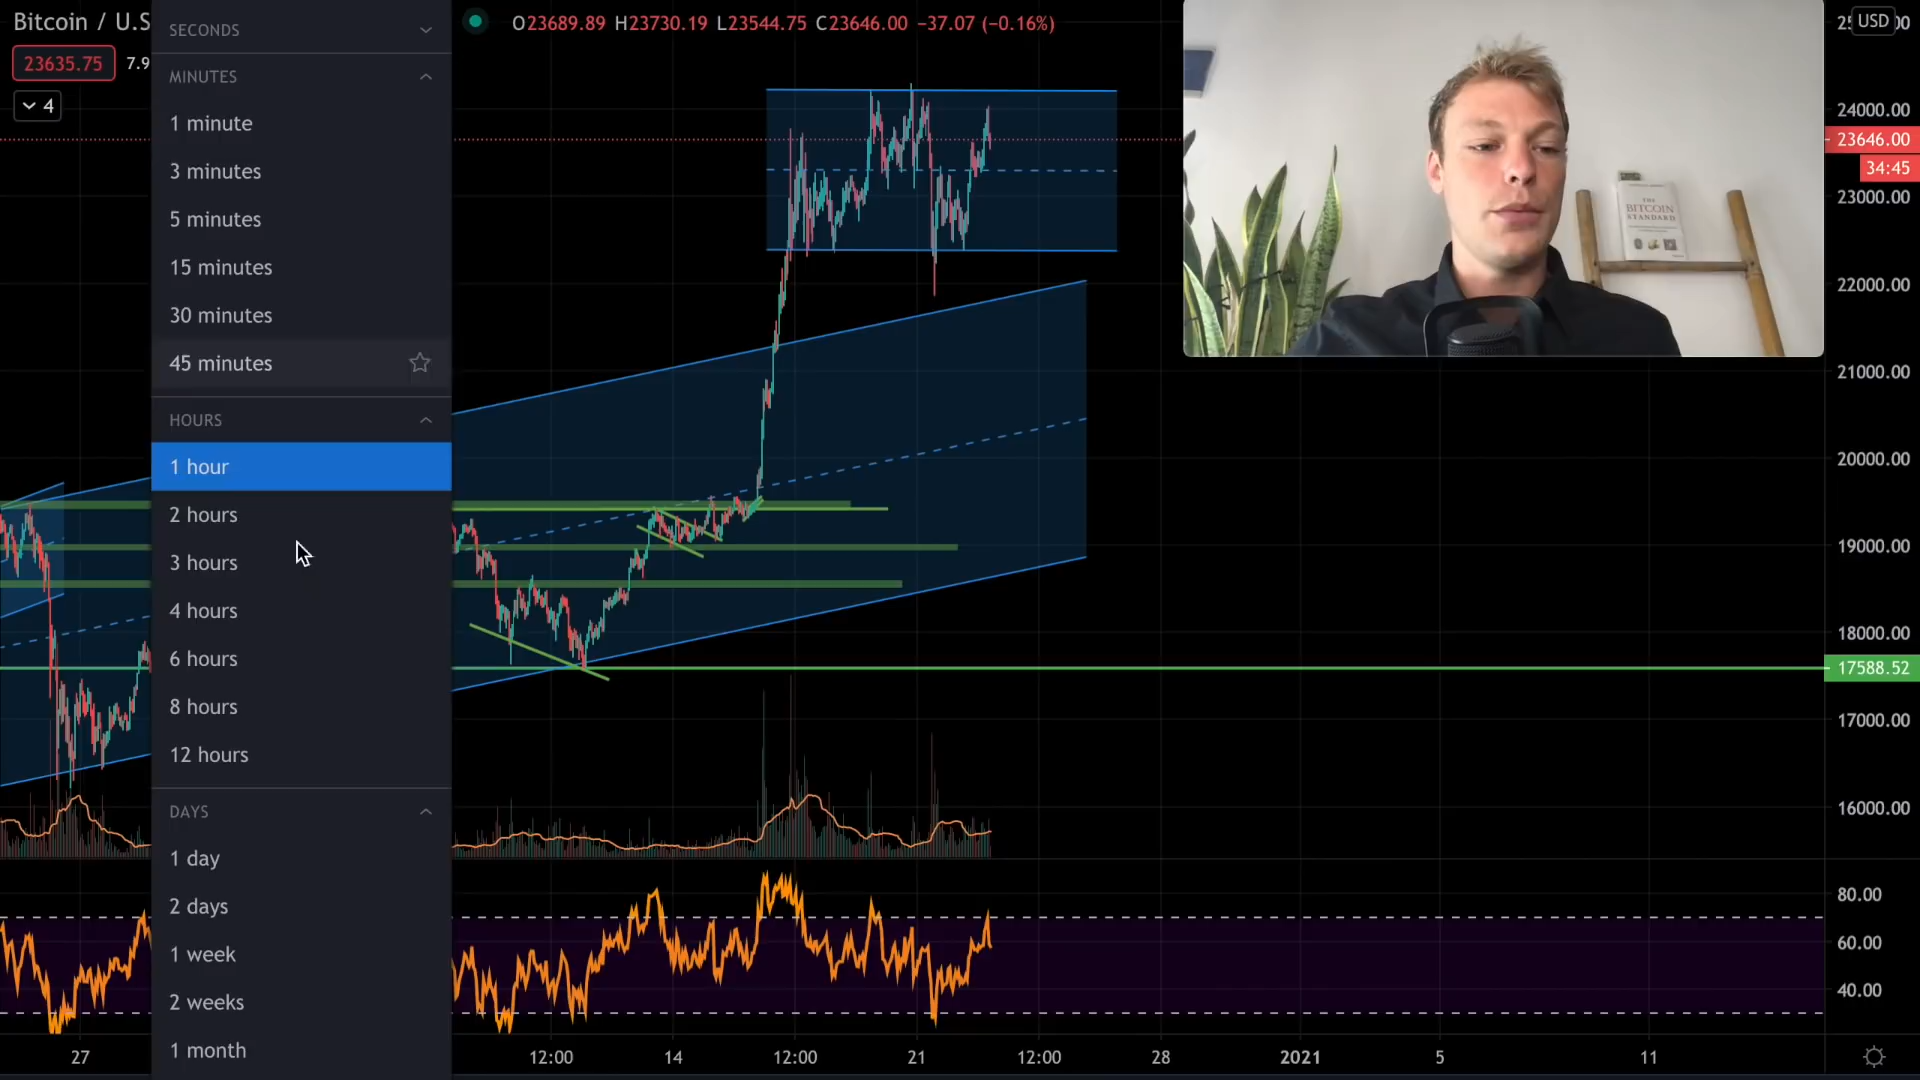 Bitcoin / U.S
O23689.89 H23730.19 L23544.75 C23646.00 −37.07 (−0.16%)
23635.75 7.9
4
SECONDS
MINUTES
1 minute
3 minutes
5 minutes
15 minutes
30 minutes
45 minutes
HOURS
1 hour
2 hours
3 hours
4 hours
6 hours
8 hours
12 hours
DAYS
1 day
2 days
1 week
2 weeks
1 month
THE
BITCOIN
STANDARD
USD
24000.00
23646.00
34:45
23000.00
22000.00
21000.00
20000.00
19000.00
18000.00
17588.52
17000.00
16000.00
80.00
60.00
40.00
27 12:00 14 12:00 21 12:00 28 2021 5 11